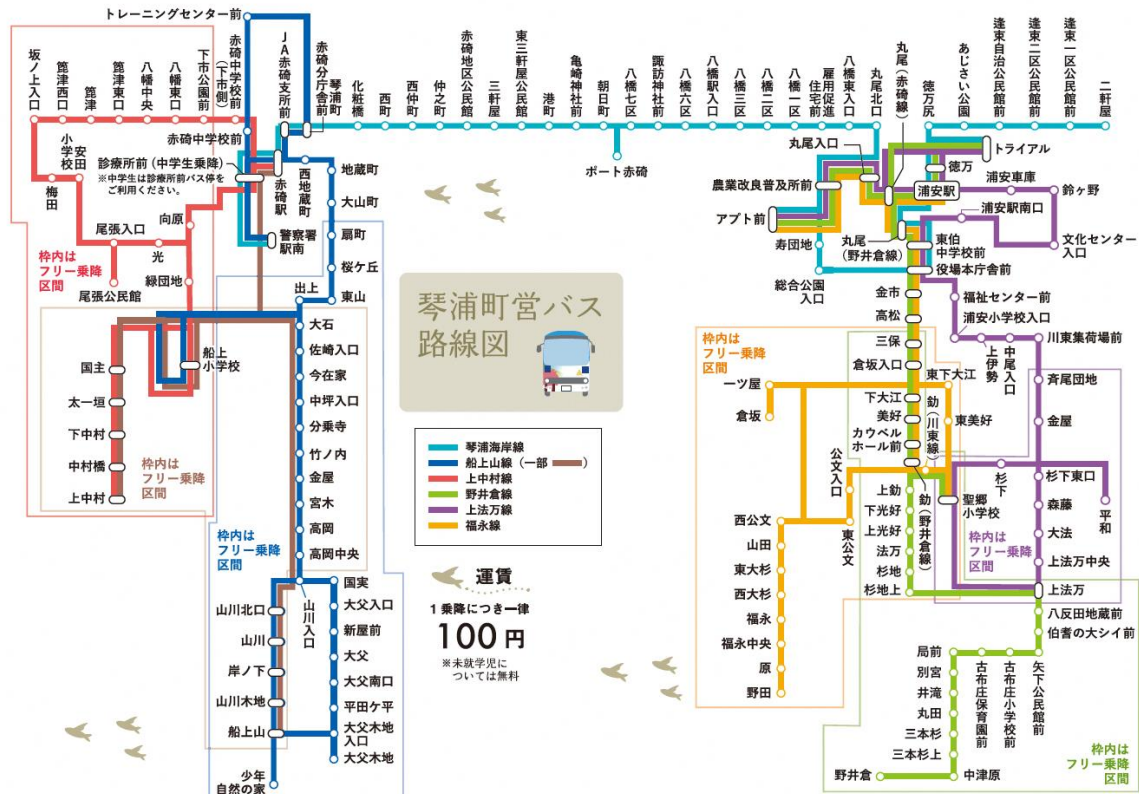 トレーニングセンター前
坂ノ上入口
箆津西口
箆津
箆津東口
八幡中央
八幡東口
下市公園前
赤碕中学校前
(下市側)
JA赤碕支所前
赤碕分庁舎前
琴浦町
化粧橋
西町
西仲町
仲之町
赤碕地区公民館
三軒屋
東三軒屋公民館
港町
亀崎神社前
朝日町
八橋七区
諏訪神社前
八橋六区
八橋駅入口
八橋三区
八橋二区
八橋一区
雇用促進
住宅前
八橋東入口
丸尾北口
丸尾(赤碕線)
徳万尻
あじさい公園
逢束自治公民館前
逢束二区公民館前
逢束一区公民館前
二軒屋
赤碕中学校前
診療所前(中学生乗降)
※中学生は診療所前バス停を
ご利用ください。
赤碕駅
西地蔵町
地蔵町
大山町
扇町
桜ケ丘
東山
出上
警察署
駅南
安田
小学校
梅田
向原
尾張入口
光
尾張公民館
緑団地
枠内は
フリー乗降
区間
ポート赤碕
丸尾入口
農業改良普及所前
アプト前
寿団地
総合公園
入口
丸尾
(野井倉線)
トライアル
徳万
浦安駅
浦安車庫
鈴ヶ野
浦安駅南口
文化センター
入口
東伯
中学校前
役場本庁舎前
金市
高松
三保
倉坂入口
下大江
美好
カウベル
ホール前
福祉センター前
浦安小学校入口
上伊勢
中尾入口
川東集荷場前
斉尾団地
金屋
杉下
杉下東口
平和
森藤
大法
上法万中央
上法万
琴浦町営バス
路線図
国主
太一垣
下中村
中村橋
上中村
船上
小学校
枠内は
フリー乗降
区間
大石
佐崎入口
今在家
中坪入口
分乗寺
竹ノ内
金屋
宮木
高岡
高岡中央
枠内は
フリー乗降
区間
山川入口
山川北口
山川
岸ノ下
山川木地
船上山
少年
自然の家
国実
大父入口
新屋前
大父
大父南口
平田ケ平
大父木地
入口
大父木地
琴浦海岸線
船上山線(一部 )
上中村線
野井倉線
上法万線
福永線
運賃
1乗降につき一律
100円
※未就学児に
ついては無料
枠内は
フリー乗降
区間
一ツ屋
倉坂
東下大江
釛(川東線)
東美好
公文入口
西公文
東公文
山田
東大杉
西大杉
福永
福永中央
原
野田
釛(野井倉線)
聖郷
小学校
上釛
下光好
上光好
法万
杉地
杉地上
枠内は
フリー乗降
区間
八反田地蔵前
伯耆の大シイ前
矢下公民館前
古布庄小学校前
古布庄保育園前
局前
別宮
井滝
丸田
三本杉
三本杉上
中津原
野井倉
枠内は
フリー乗降
区間